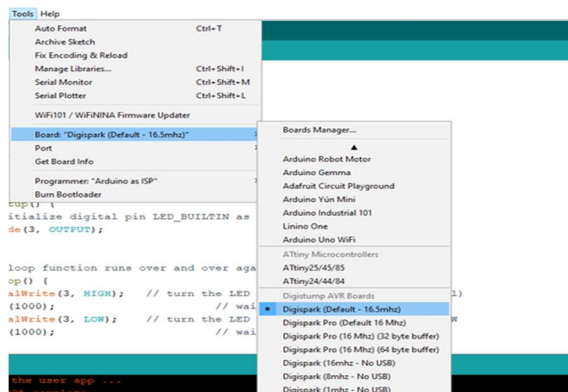 Tools Help
Auto Format Ctrl+T
Archive Sketch
Fix Encoding & Reload
Manage Libraries... Ctrl+Shift+I
Serial Monitor Ctrl+Shift+M
Serial Plotter Ctrl+Shift+L
WiFi101 / WiFiNINA Firmware Updater
Board: "Digispark (Default - 16.5mhz)"
Port
Get Board Info
Programmer: "Arduino as ISP"
Burn Bootloader
Boards Manager...
Arduino Robot Motor
Arduino Gemma
Adafruit Circuit Playground
Arduino Yún Mini
Arduino Industrial 101
Linino One
Arduino Uno WiFi
ATtiny Microcontrollers
ATtiny25/45/85
ATtiny24/44/84
Digistump AVR Boards
Digispark (Default - 16.5mhz)
Digispark Pro (Default 16 Mhz)
Digispark Pro (16 Mhz) (32 byte buffer)
Digispark Pro (16 Mhz) (64 byte buffer)
Digispark (16mhz - No USB)
Digispark (8mhz - No USB)
Digispark (1mhz - No USB)
tup() {
itialize digital pin LED_BUILTIN as
de(3, OUTPUT);
loop function runs over and over aga
op() {
alWrite(3, HIGH); // turn the LED l)
(1000); // wai
alWrite(3, LOW); // turn the LED W
(1000); // wai
the user app ...